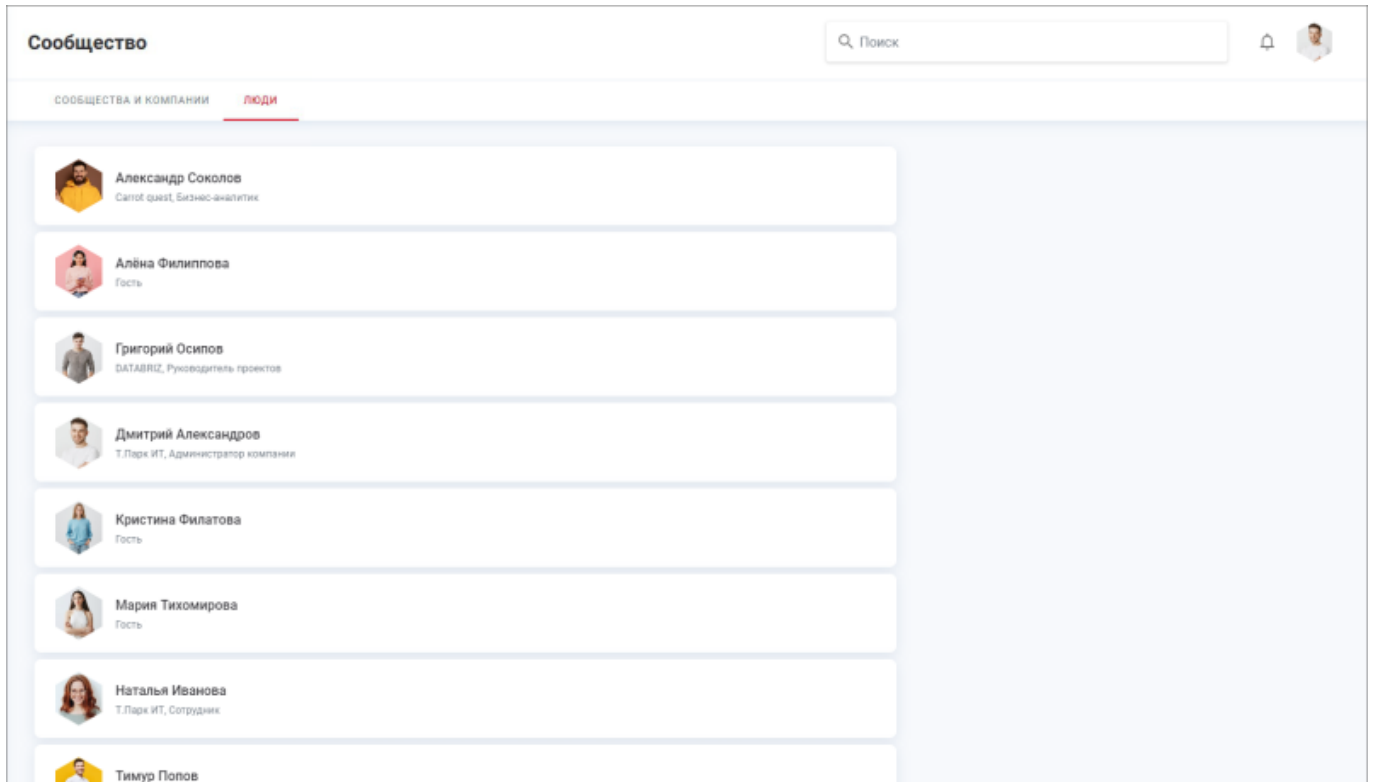 Сообщество
Поиск
СООБЩЕСТВА И КОМПАНИИ
ЛЮДИ
Александр Соколов
Carrot quest, Бизнес-аналитик
Алёна Филиппова
Гость
Григорий Осипов
DATABRIZ, Руководитель проектов
Дмитрий Александров
Т.Парк ИТ, Администратор компании
Кристина Филатова
Гость
Мария Тихомирова
Гость
Наталья Иванова
Т.Парк ИТ, Сотрудник
Тимур Попов